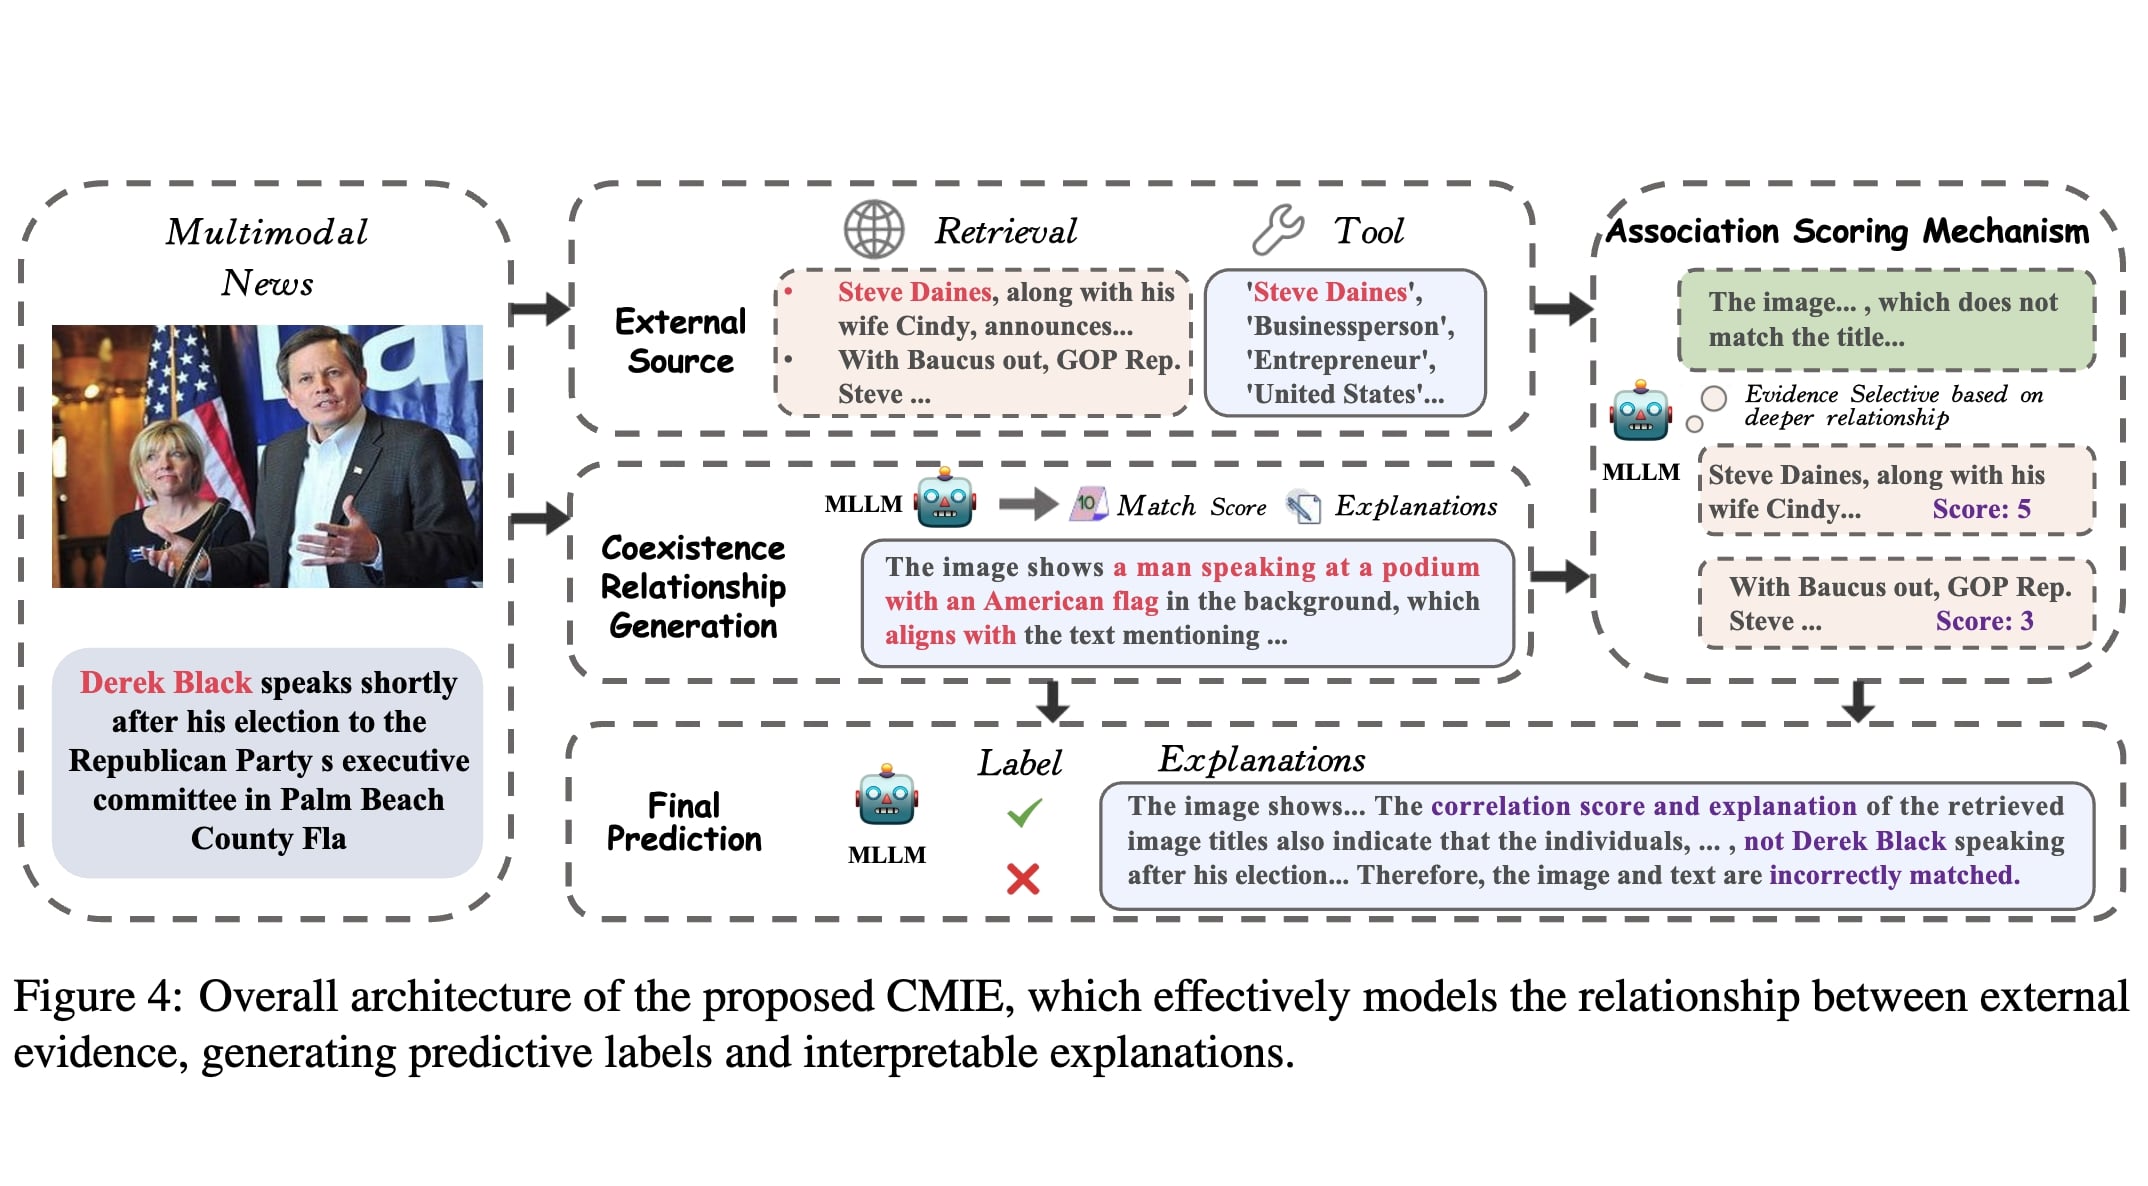 Multimodal
News
Derek Black speaks shortly
after his election to the
Republican Party s executive
committee in Palm Beach
County Fla
External
Source
Retrieval
• Steve Daines, along with his
wife Cindy, announces...
• With Baucus out, GOP Rep.
Steve ...
Tool
'Steve Daines',
'Businessperson',
'Entrepreneur',
'United States'...
Coexistence
Relationship
Generation
MLLM
10
Match Score
Explanations
The image shows a man speaking at a podium
with an American flag in the background, which
aligns with the text mentioning ...
Association Scoring Mechanism
The image... , which does not
match the title...
MLLM
Evidence Selective based on
deeper relationship
Steve Daines, along with his
wife Cindy... Score: 5
With Baucus out, GOP Rep.
Steve ... Score: 3
Final
Prediction
MLLM
Label
Explanations
The image shows... The correlation score and explanation of the retrieved
image titles also indicate that the individuals, ... , not Derek Black speaking
after his election... Therefore, the image and text are incorrectly matched.
Figure 4: Overall architecture of the proposed CMIE, which effectively models the relationship between external
evidence, generating predictive labels and interpretable explanations.